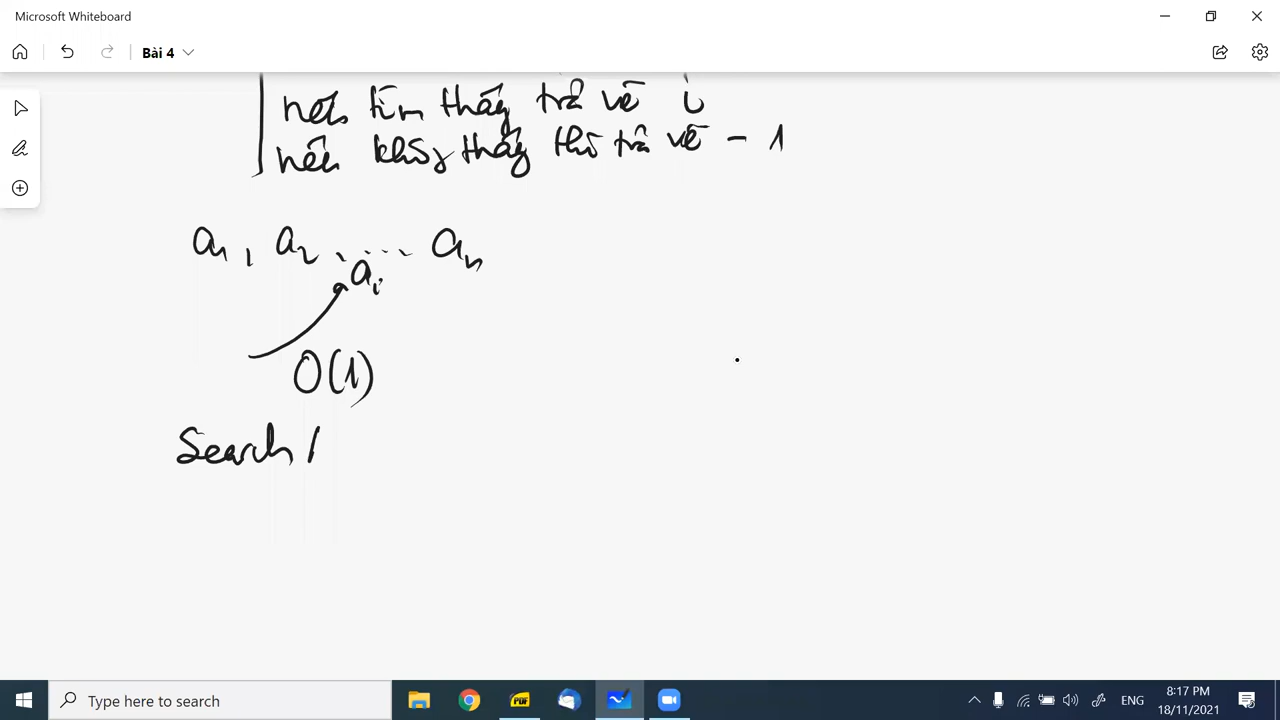 Microsoft Whiteboard
Bài 4
nếu tìm thấy trả về i
nếu không thấy thì trả về - 1
a1, a2, ... an
ai
O(1)
Search (
Type here to search
PDF
ENG
8:17 PM
18/11/2021